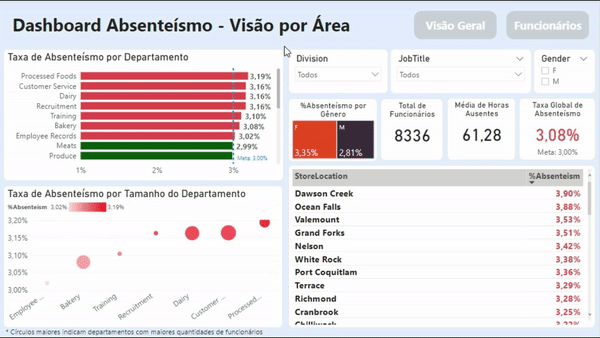 Dashboard Absenteísmo - Visão por Área
Visão Geral
Funcionários
Taxa de Absenteísmo por Departamento
Processed Foods 3,19%
Customer Service 3,16%
Dairy 3,16%
Recruitment 3,16%
Training 3,10%
Bakery 3,08%
Employee Records 3,02%
Meats 2,99%
Produce
Meta: 3,00%
1% 2% 3%
Division
Todos
JobTitle
Todos
Gender
F
M
%Absenteísmo por Gênero
F
M
3,35%
2,81%
Total de Funcionários
8336
Média de Horas Ausentes
61,28
Taxa Global de Absenteísmo
3,08%
Meta: 3,00%
Taxa de Absenteísmo por Tamanho do Departamento
%Absenteism 3,02% 3,19%
3,20%
3,15%
3,10%
3,05%
3,00%
Employee ...
Bakery
Training
Recruitment
Dairy
Customer ...
Processed...
* Círculos maiores indicam departamentos com maiores quantidades de funcionários
StoreLocation %Absenteism
Dawson Creek 3,90%
Ocean Falls 3,88%
Valemount 3,53%
Grand Forks 3,51%
Nelson 3,42%
White Rock 3,38%
Port Coquitlam 3,36%
Terrace 3,29%
Richmond 3,28%
Cranbrook 3,25%
Chilliwack 3,22%